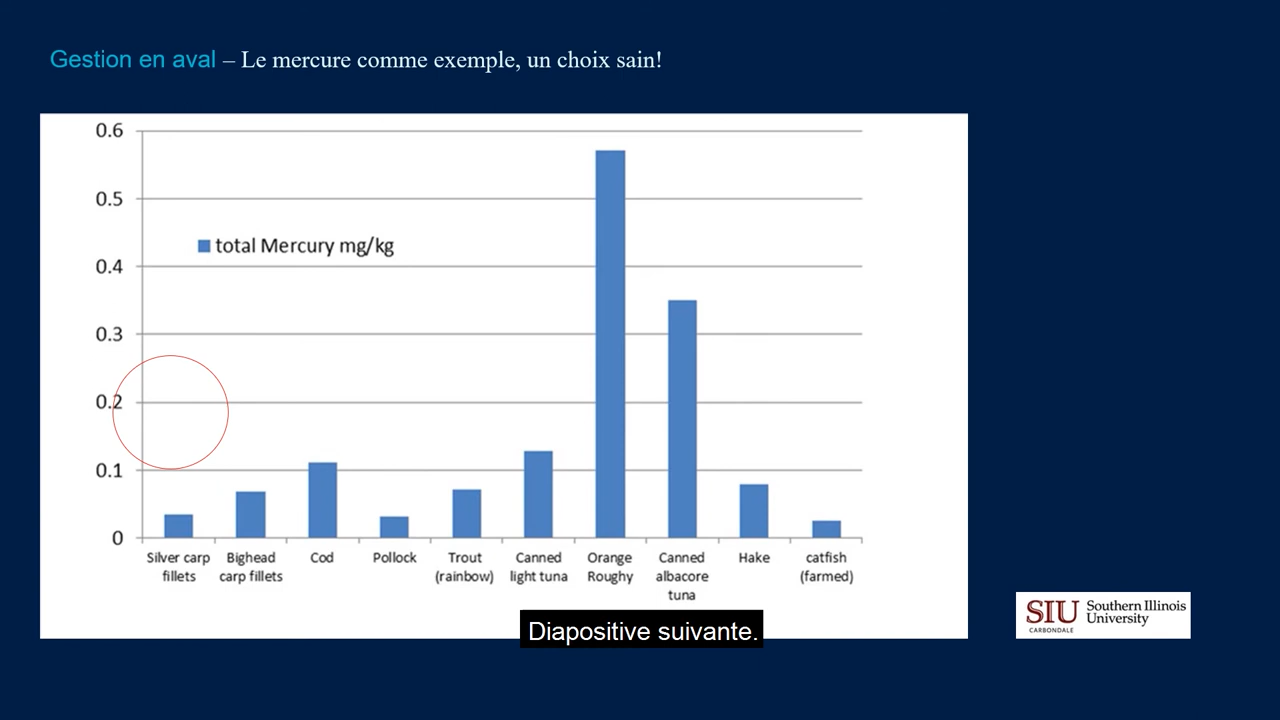 Gestion en aval – Le mercure comme exemple, un choix sain!
0.6
0.5
total Mercury mg/kg
0.4
0.3
0.2
0.1
0
Silver carp fillets
Bighead carp fillets
Cod
Pollock
Trout (rainbow)
Canned light tuna
Orange Roughy
Canned albacore tuna
Hake
catfish (farmed)
Diapositive suivante.
SIU
CARBONDALE
Southern Illinois
University